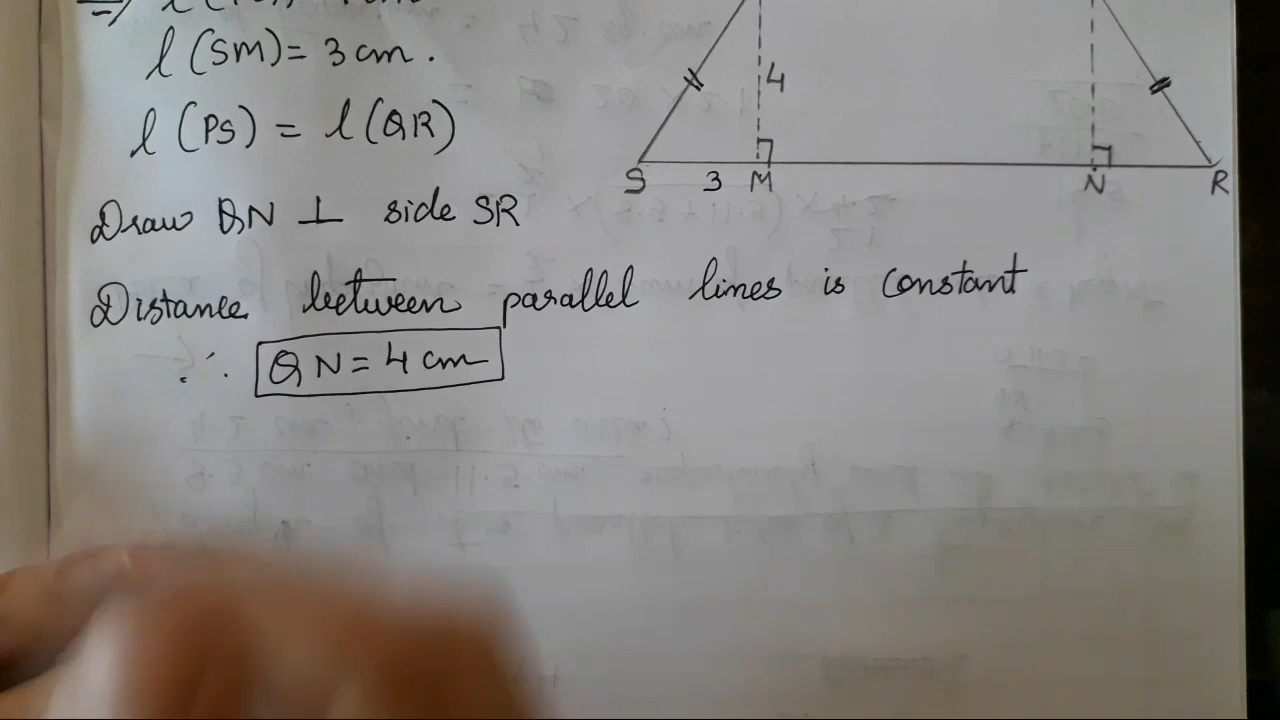 l (SM) = 3 cm.
l (PS) = l (QR)
Draw QN ⊥ side SR
Distance between parallel lines is constant
∴ QN = 4 cm
4
S 3 M N R